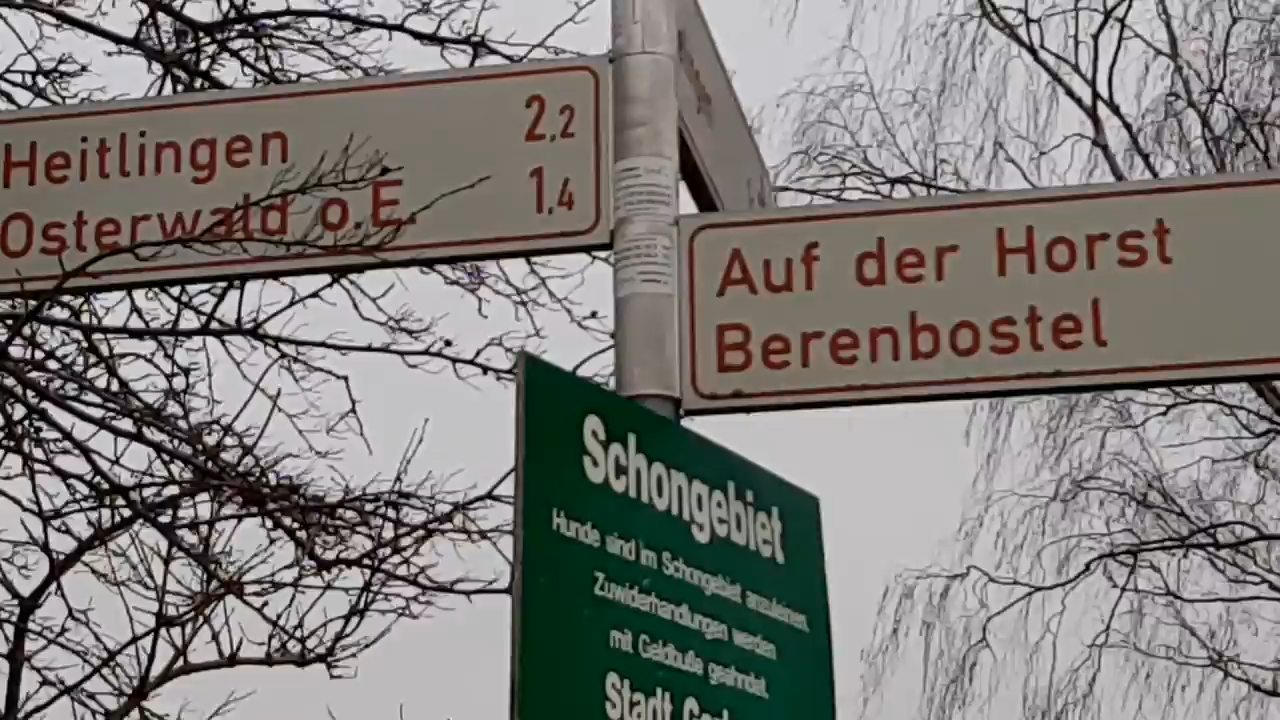 Heitlingen 2,2
Osterwald o.E. 1,4
Auf der Horst
Berenbostel
Schongebiet
Hunde sind im Schongebiet anzuleinen.
Zuwiderhandlungen werden
mit Geldbuße geahndet.
Stadt